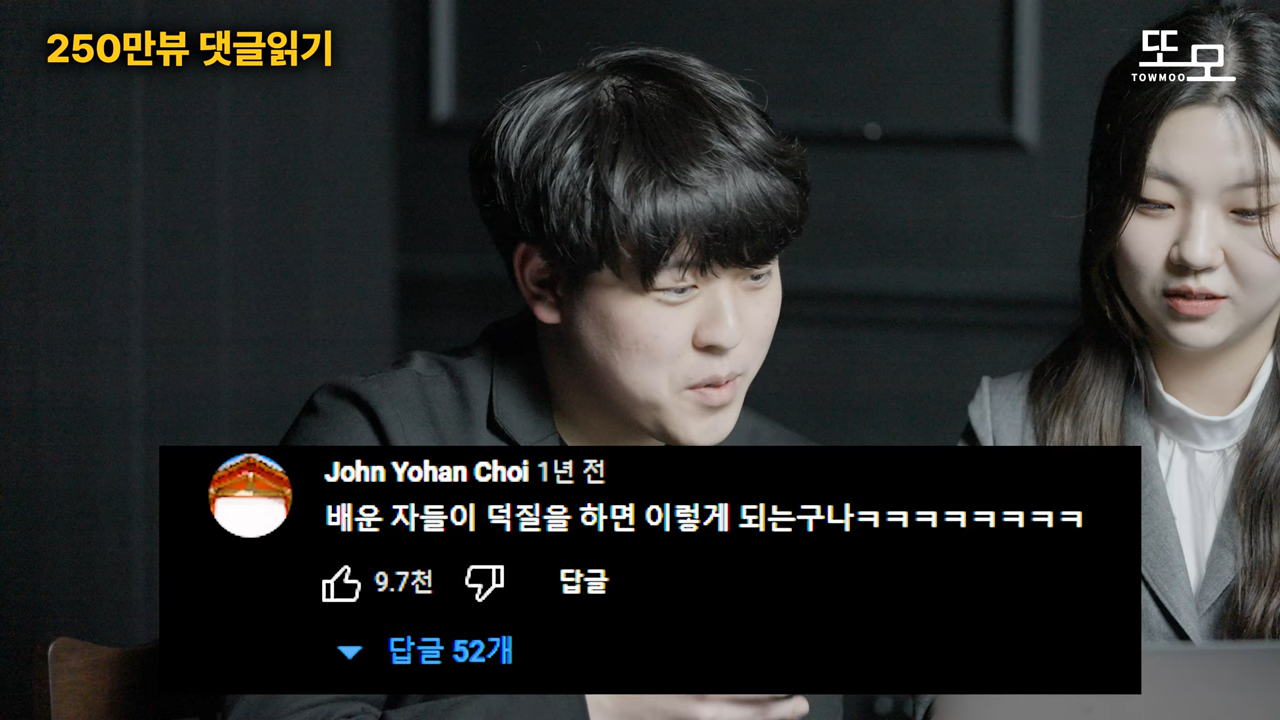 250만뷰 댓글읽기
또모
TOWMOO
John Yohan Choi 1년 전
배운 자들이 덕질을 하면 이렇게 되는구나ㅋㅋㅋㅋㅋㅋㅋㅋ
9.7천 답글
답글 52개